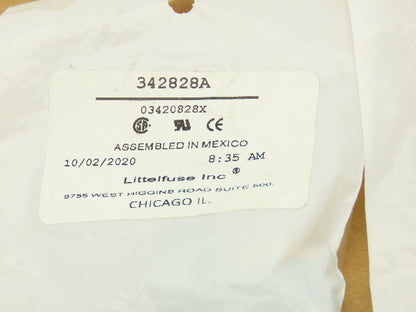 342828A
03420828X
ASSEMBLED IN MEXICO
10/02/2020 8:35 AM
Littelfuse Inc ®
8755 WEST HIGGINS ROAD SUITE 500.
CHICAGO IL.